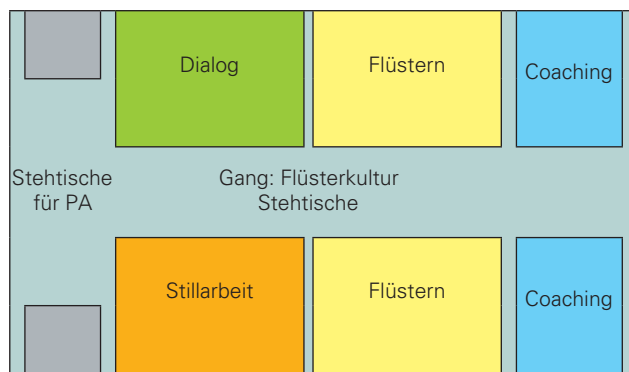 Dialog
Flüstern
Coaching
Stehtische
für PA
Gang: Flüsterkultur
Stehtische
Stillarbeit
Flüstern
Coaching